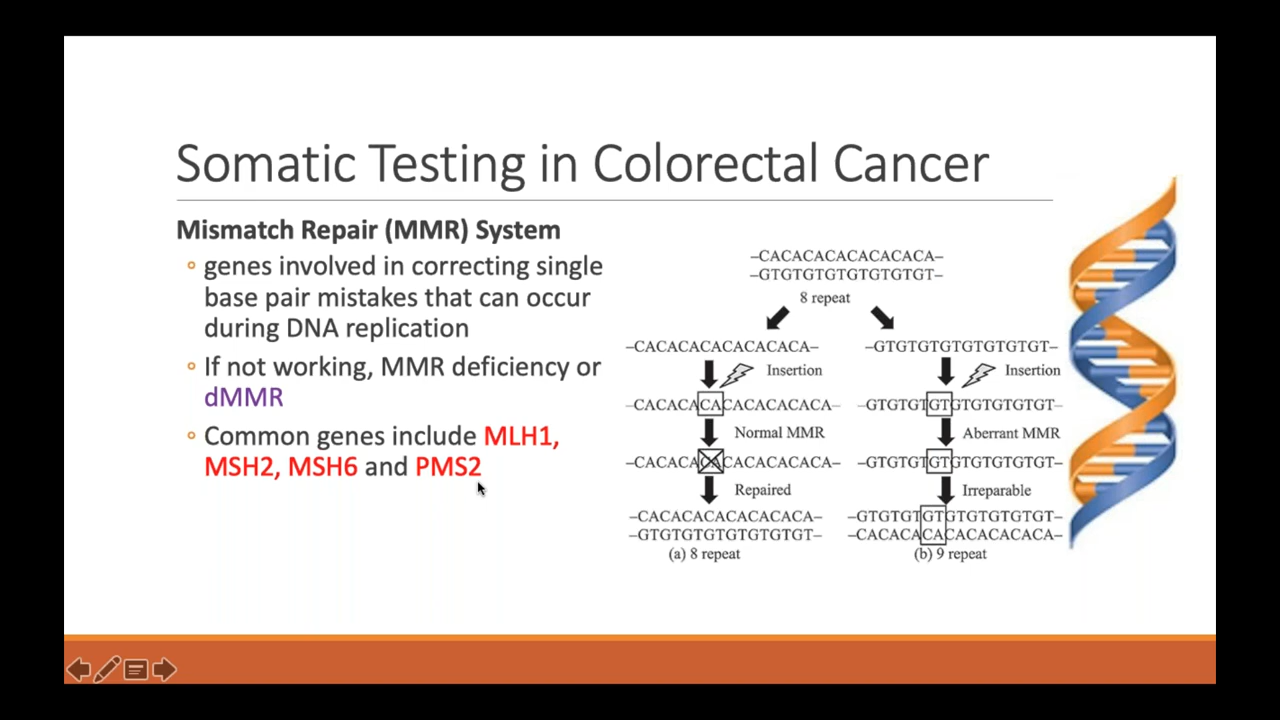 Somatic Testing in Colorectal Cancer
Mismatch Repair (MMR) System
genes involved in correcting single
base pair mistakes that can occur
during DNA replication
If not working, MMR deficiency or
dMMR
Common genes include MLH1,
MSH2, MSH6 and PMS2
–CACACACACACACACA–
–GTGTGTGTGTGTGTGT–
8 repeat
–CACACACACACACACA–
–GTGTGTGTGTGTGTGT–
Insertion
Insertion
–CACACACACACACACACA–
–GTGTGTGTGTGTGTGTGT–
Normal MMR
Aberrant MMR
–CACACACACACACACACA–
–GTGTGTGTGTGTGTGTGT–
Repaired
Irreparable
–CACACACACACACACA–
–GTGTGTGTGTGTGTGT–
(a) 8 repeat
–GTGTGTGTGTGTGTGTGT–
–CACACACACACACACACA–
(b) 9 repeat